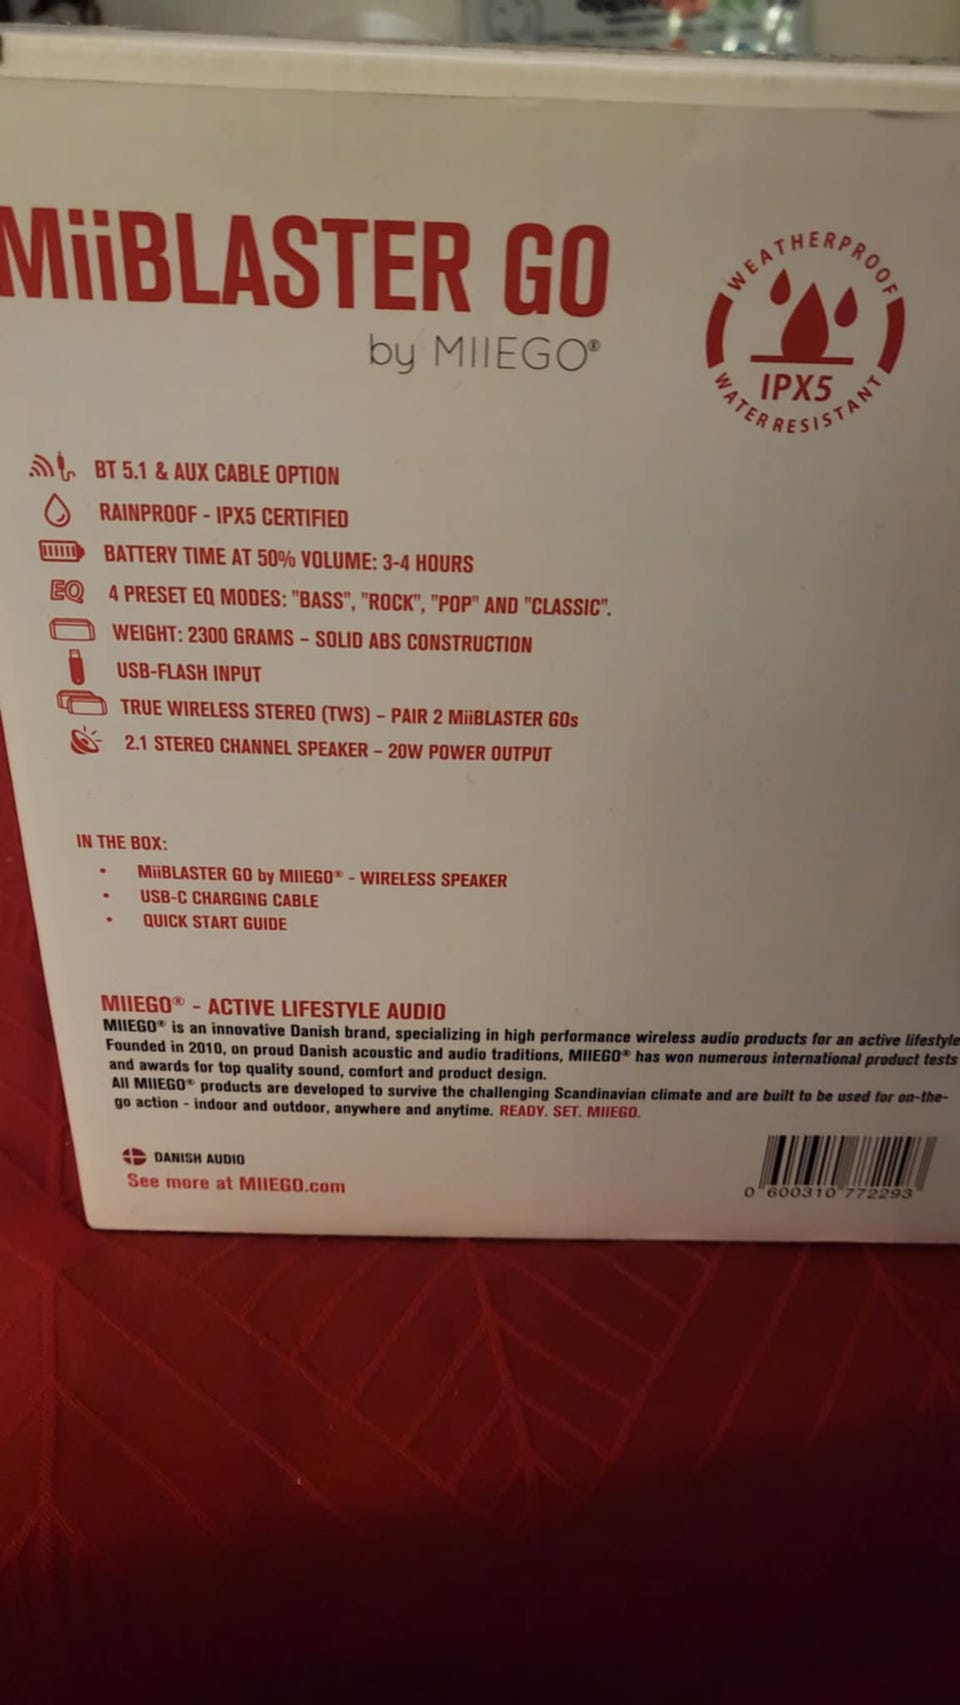 MiiBLASTER GO
by MIIEGO®
WEATHERPROOF
IPX5
WATER RESISTANT
BT 5.1 & AUX CABLE OPTION
RAINPROOF - IPX5 CERTIFIED
BATTERY TIME AT 50% VOLUME: 3-4 HOURS
EQ 4 PRESET EQ MODES: "BASS", "ROCK", "POP" AND "CLASSIC".
WEIGHT: 2300 GRAMS – SOLID ABS CONSTRUCTION
USB-FLASH INPUT
TRUE WIRELESS STEREO (TWS) – PAIR 2 MiiBLASTER GOs
2.1 STEREO CHANNEL SPEAKER – 20W POWER OUTPUT
IN THE BOX:
• MiiBLASTER GO by MIIEGO® - WIRELESS SPEAKER
• USB-C CHARGING CABLE
• QUICK START GUIDE
MIIEGO® - ACTIVE LIFESTYLE AUDIO
MIIEGO® is an innovative Danish brand, specializing in high performance wireless audio products for an active lifestyle
Founded in 2010, on proud Danish acoustic and audio traditions, MIIEGO® has won numerous international product tests
and awards for top quality sound, comfort and product design.
All MIIEGO® products are developed to survive the challenging Scandinavian climate and are built to be used for on-the-
go action - indoor and outdoor, anywhere and anytime. READY. SET. MIIEGO.
DANISH AUDIO
See more at MIIEGO.com
0 600310 772293